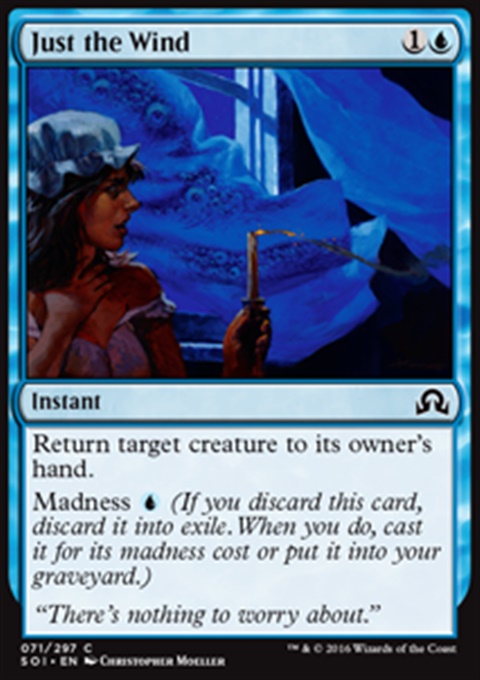 Just the Wind 1
Instant
Return target creature to its owner's
hand.
Madness (If you discard this card,
discard it into exile. When you do, cast
it for its madness cost or put it into your
graveyard.)
"There's nothing to worry about."
071/297 C
SOI • EN Christopher Moeller
™ & © 2016 Wizards of the Coast